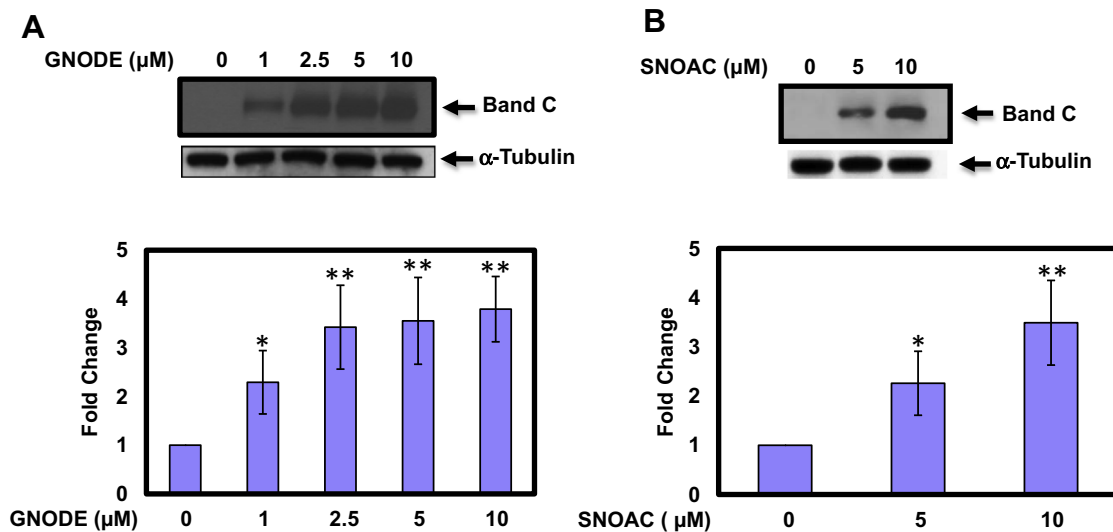 A
GNODE (µM) 0 1 2.5 5 10
Band C
α-Tubulin
Fold Change
5
4
3
2
1
0
* ** ** **
GNODE (µM) 0 1 2.5 5 10
B
SNOAC (µM) 0 5 10
Band C
α-Tubulin
Fold Change
5
4
3
2
1
0
* **
SNOAC ( µM) 0 5 10